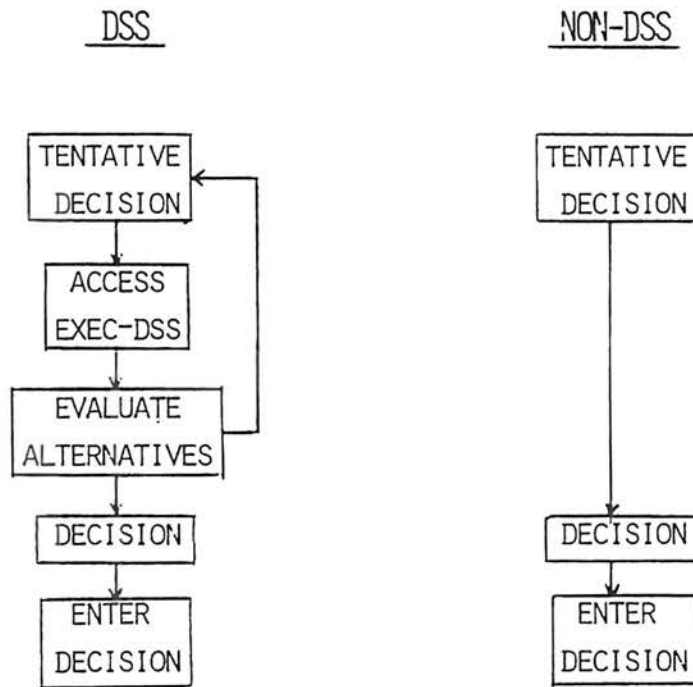 DSS
TENTATIVE
DECISION
ACCESS
EXEC-DSS
EVALUATE
ALTERNATIVES
DECISION
ENTER
DECISION
NON-DSS
TENTATIVE
DECISION
DECISION
ENTER
DECISION